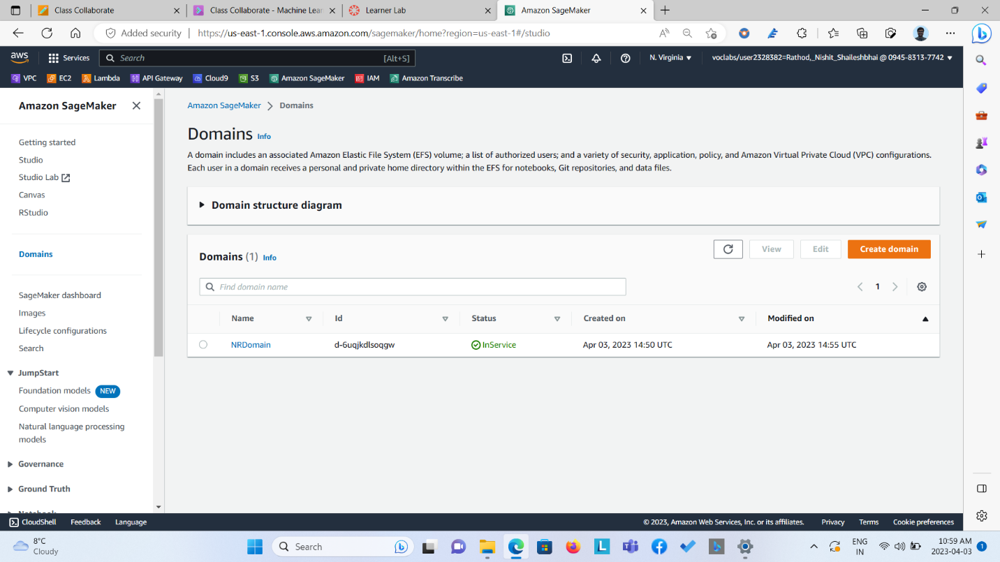 Class Collaborate
Class Collaborate - Machine Lear
Learner Lab
Amazon SageMaker
Added security
https://us-east-1.console.aws.amazon.com/sagemaker/home?region=us-east-1#/studio
aws
Services
Search
[Alt+S]
N. Virginia
voclabs/user2328382=Rathod,_Nishit_Shaileshbhai @ 0945-8313-7742
VPC
EC2
Lambda
API Gateway
Cloud9
S3
Amazon SageMaker
IAM
Amazon Transcribe
Amazon SageMaker
Getting started
Studio
Studio Lab
Canvas
RStudio
Domains
SageMaker dashboard
Images
Lifecycle configurations
Search
JumpStart
Foundation models NEW
Computer vision models
Natural language processing
models
Governance
Ground Truth
Notebook
Amazon SageMaker > Domains
Domains Info
A domain includes an associated Amazon Elastic File System (EFS) volume; a list of authorized users; and a variety of security, application, policy, and Amazon Virtual Private Cloud (VPC) configurations.
Each user in a domain receives a personal and private home directory within the EFS for notebooks, Git repositories, and data files.
Domain structure diagram
Domains (1) Info
View
Edit
Create domain
Find domain name
1
Name
Id
Status
Created on
Modified on
NRDomain
d-6uqjkdlsoqgw
InService
Apr 03, 2023 14:50 UTC
Apr 03, 2023 14:55 UTC
CloudShell
Feedback
Language
© 2023, Amazon Web Services, Inc. or its affiliates.
Privacy
Terms
Cookie preferences
8°C
Cloudy
Search
ENG
IN
10:59 AM
2023-04-03
1